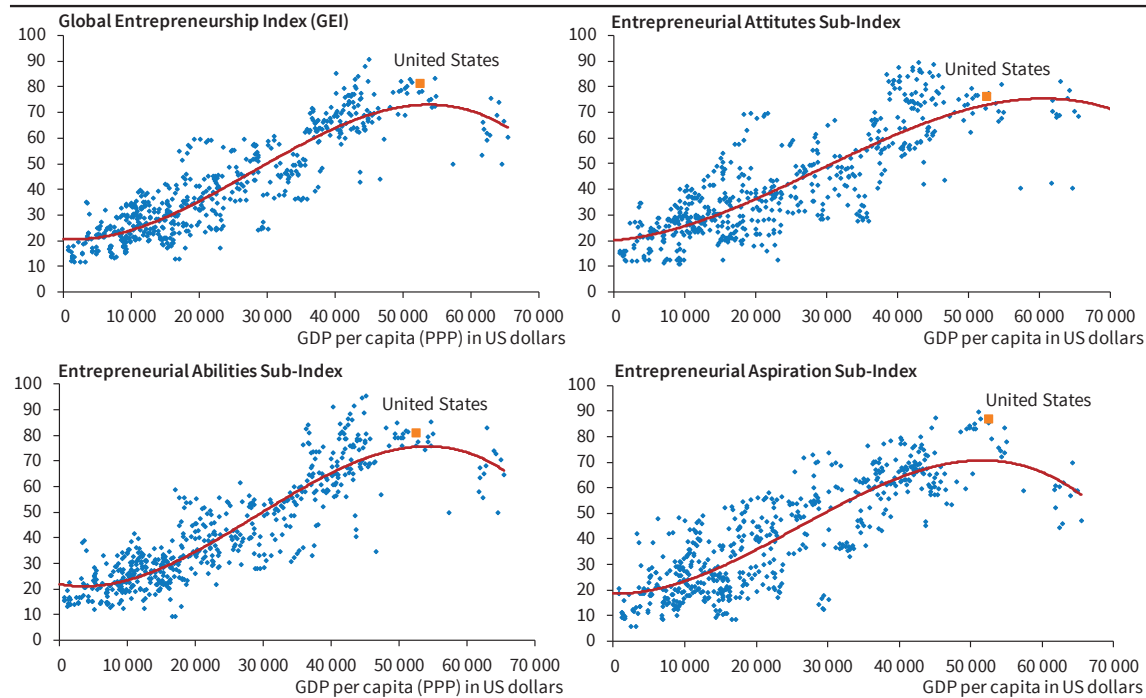 Global Entrepreneurship Index (GEI)
100
90
80
70
60
50
40
30
20
10
0
United States
0 10 000 20 000 30 000 40 000 50 000 60 000 70 000
GDP per capita (PPP) in US dollars
Entrepreneurial Attitutes Sub-Index
100
90
80
70
60
50
40
30
20
10
0
United States
0 10 000 20 000 30 000 40 000 50 000 60 000 70 000
GDP per capita (PPP) in US dollars
Entrepreneurial Abilities Sub-Index
100
90
80
70
60
50
40
30
20
10
0
United States
0 10 000 20 000 30 000 40 000 50 000 60 000 70 000
GDP per capita (PPP) in US dollars
Entrepreneurial Aspiration Sub-Index
100
90
80
70
60
50
40
30
20
10
0
United States
0 10 000 20 000 30 000 40 000 50 000 60 000 70 000
GDP per capita (PPP) in US dollars